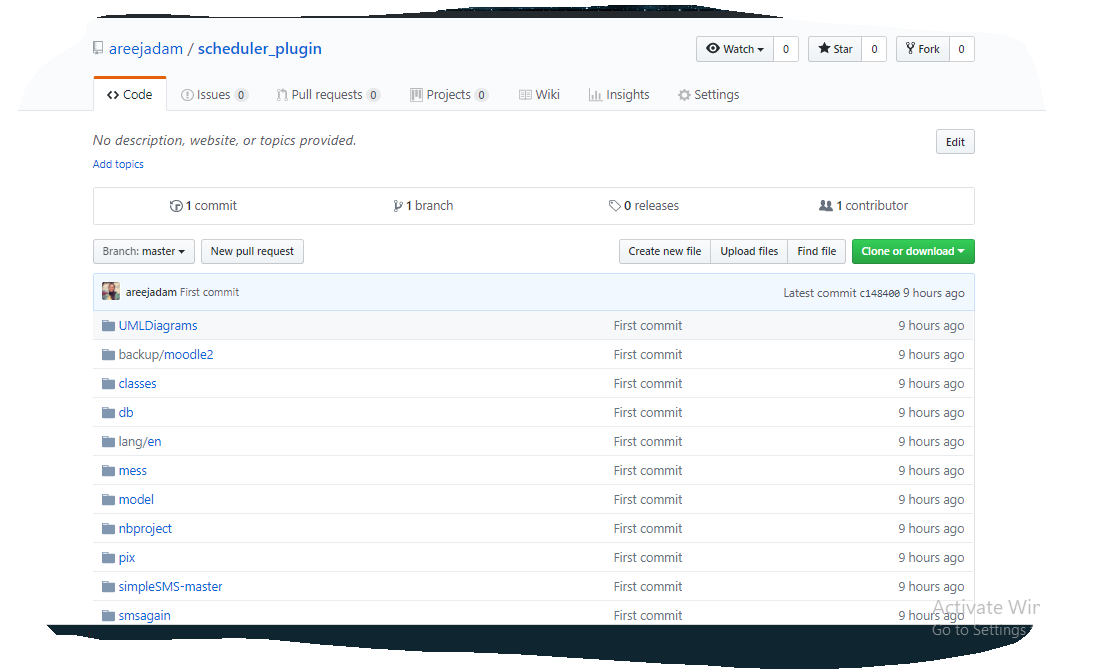 areejadam / scheduler_plugin
Watch 0 Star 0 Fork 0
Code Issues 0 Pull requests 0 Projects 0 Wiki Insights Settings
No description, website, or topics provided. Edit
Add topics
1 commit 1 branch 0 releases 1 contributor
Branch: master New pull request Create new file Upload files Find file Clone or download
areejadam First commit Latest commit c148400 9 hours ago
UMLDiagrams First commit 9 hours ago
backup/moodle2 First commit 9 hours ago
classes First commit 9 hours ago
db First commit 9 hours ago
lang/en First commit 9 hours ago
mess First commit 9 hours ago
model First commit 9 hours ago
nbproject First commit 9 hours ago
pix First commit 9 hours ago
simpleSMS-master First commit 9 hours ago
smsagain First commit 9 hours ago
Activate Win
Go to Settings